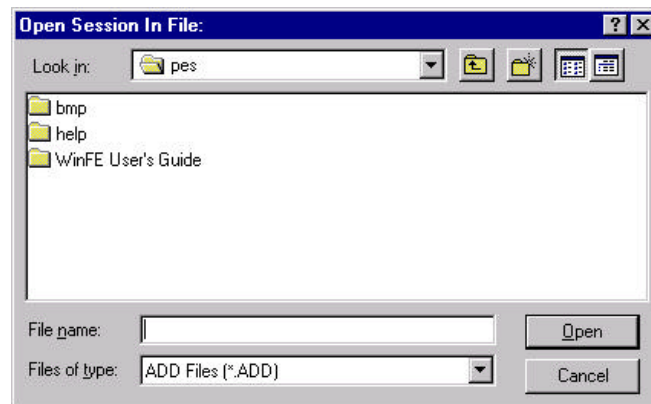 Open Session In File:
Look in: pes
bmp
help
WinFE User's Guide
File name: Open
Files of type: ADD Files (*.ADD) Cancel